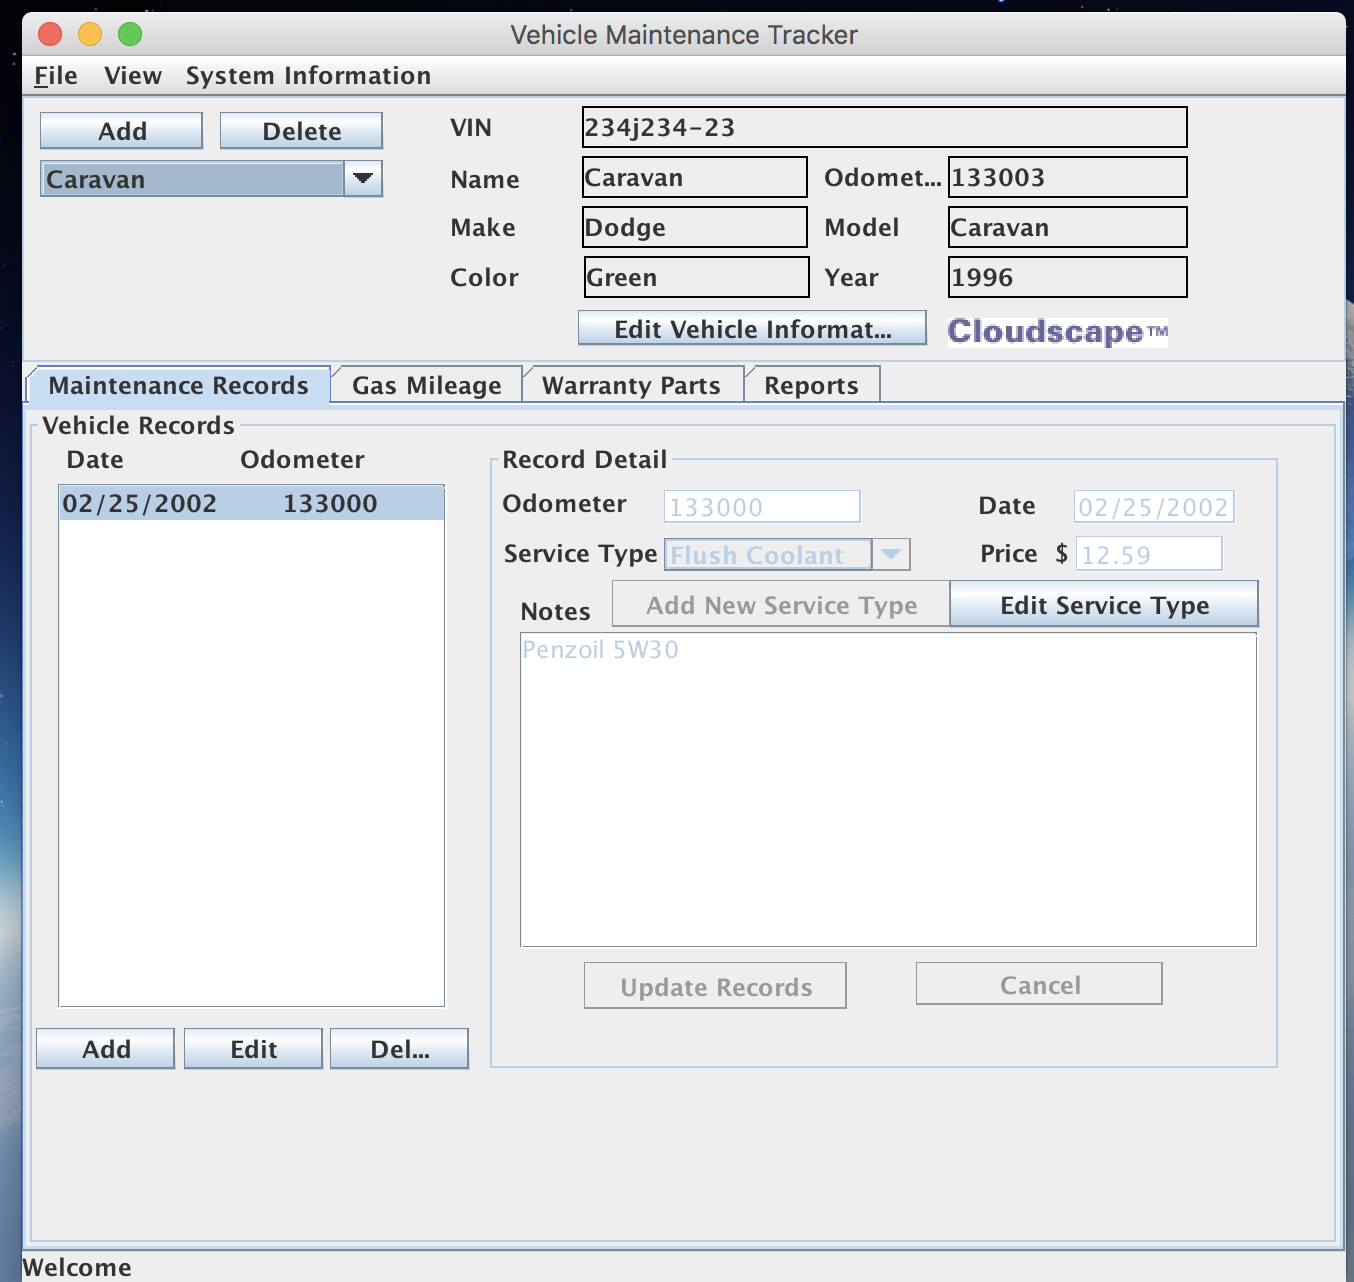 Vehicle Maintenance Tracker
File View System Information
Add Delete
Caravan
VIN 234j234-23
Name Caravan Odomet... 133003
Make Dodge Model Caravan
Color Green Year 1996
Edit Vehicle Informat... Cloudscape™
Maintenance Records Gas Mileage Warranty Parts Reports
Vehicle Records
Date Odometer
02/25/2002 133000
Add Edit Del...
Record Detail
Odometer 133000 Date 02/25/2002
Service Type Flush Coolant Price $ 12.59
Notes Add New Service Type Edit Service Type
Penzoil 5W30
Update Records Cancel
Welcome